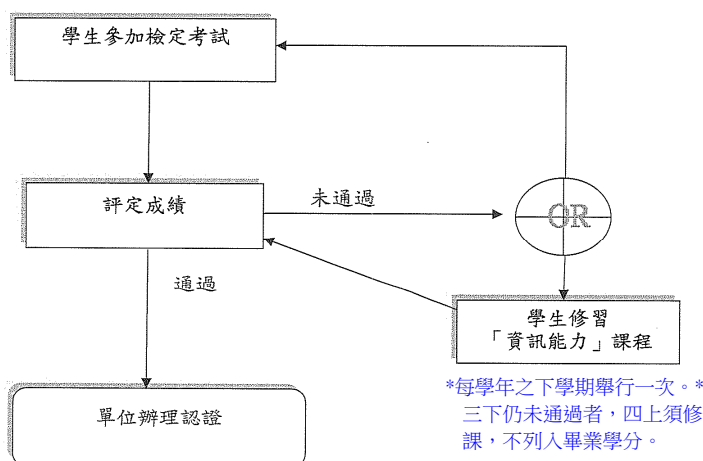 學生參加檢定考試
評定成績
未通過
OR
通過
學生修習
「資訊能力」課程
*每學年之下學期舉行一次。*
三下仍未通過者，四上須修
課，不列入畢業學分。
單位辦理認證